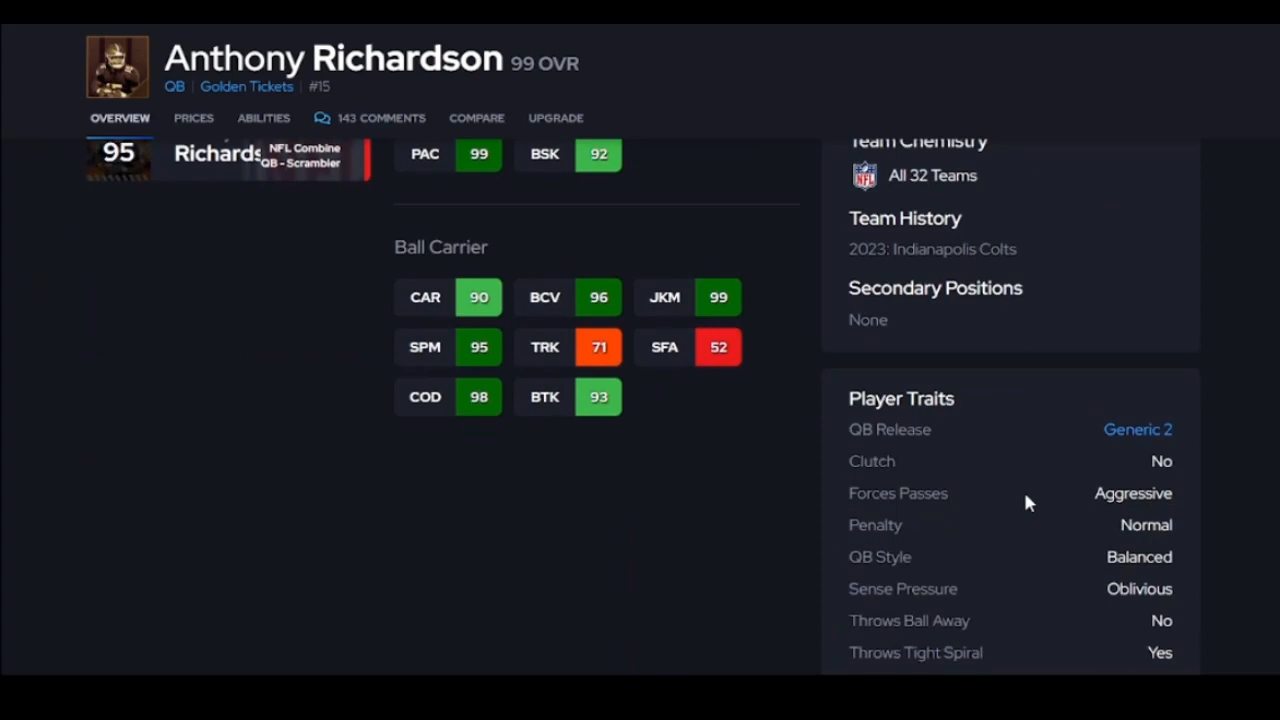 Anthony Richardson 99 OVR
QB | Golden Tickets | #15
OVERVIEW PRICES ABILITIES 143 COMMENTS COMPARE UPGRADE
95 Richards NFL Combine
QB - Scrambler
PAC 99 BSK 92
Ball Carrier
CAR 90 BCV 96 JKM 99
SPM 95 TRK 71 SFA 52
COD 98 BTK 93
Team Chemistry
NFL All 32 Teams
Team History
2023: Indianapolis Colts
Secondary Positions
None
Player Traits
QB Release Generic 2
Clutch No
Forces Passes Aggressive
Penalty Normal
QB Style Balanced
Sense Pressure Oblivious
Throws Ball Away No
Throws Tight Spiral Yes